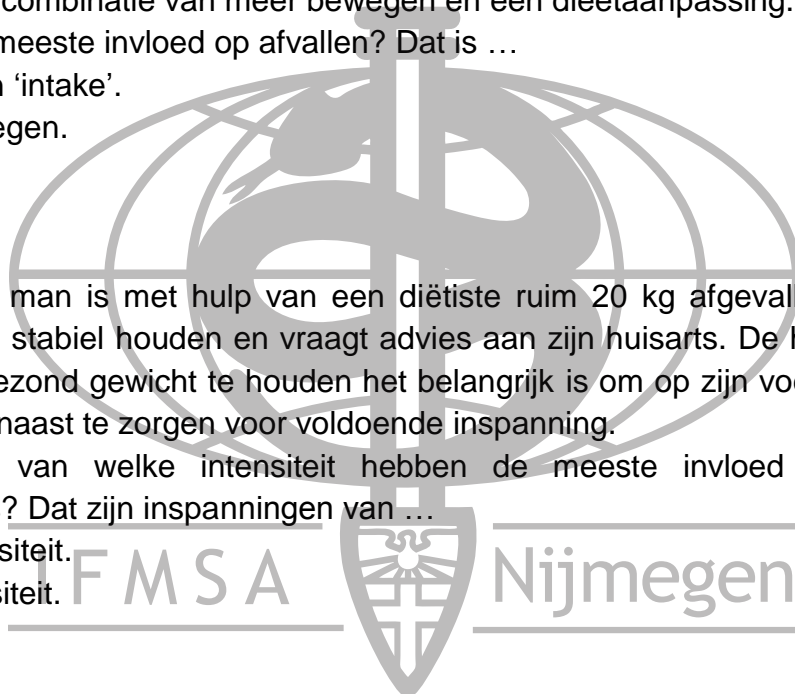 combinatie van meer bewegen en een dieetaanpassing.
meeste invloed op afvallen? Dat is …
‘intake’.
egen.
man is met hulp van een diëtiste ruim 20 kg afgeval
stabiel houden en vraagt advies aan zijn huisarts. De h
ezond gewicht te houden het belangrijk is om op zijn voe
naast te zorgen voor voldoende inspanning.
van welke intensiteit hebben de meeste invloed
? Dat zijn inspanningen van …
siteit.
siteit.
IFMSA Nijmegen